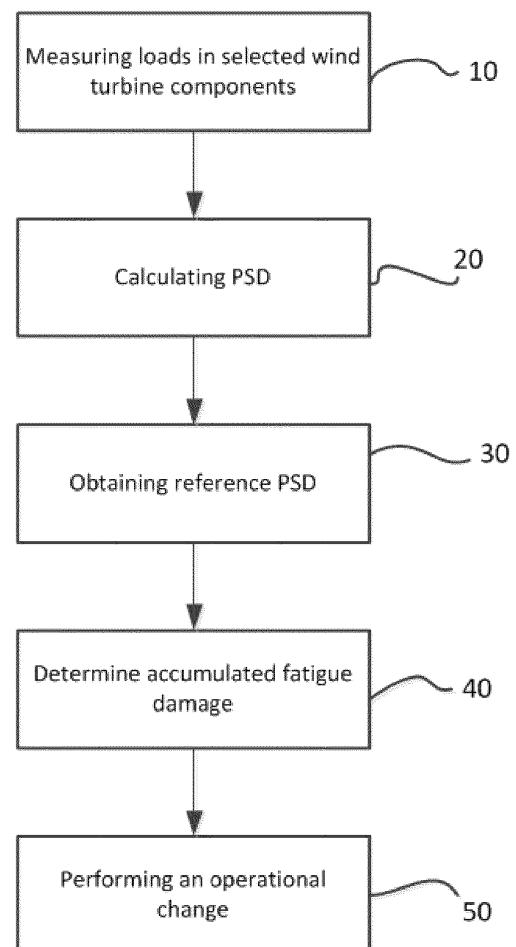 Measuring loads in selected wind
turbine components
10
Calculating PSD
20
Obtaining reference PSD
30
Determine accumulated fatigue
damage
40
Performing an operational
change
50